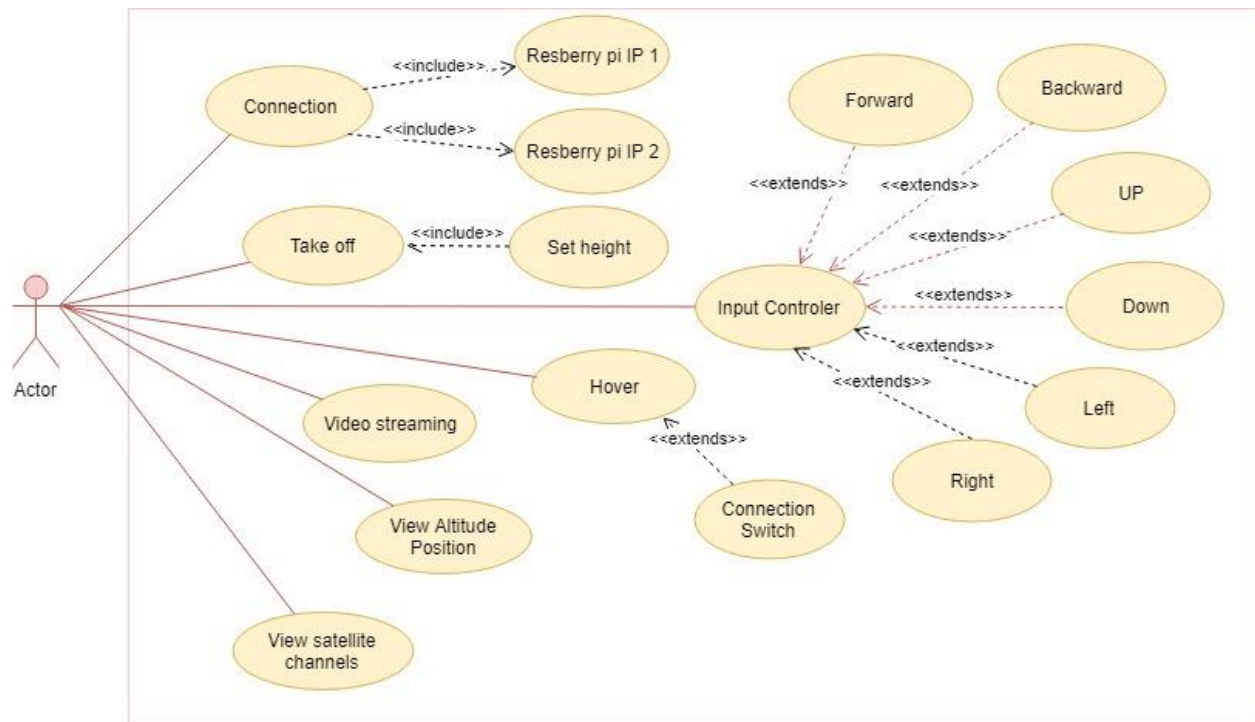 Resberry pi IP 1
<<include>>
Connection
Forward
Backward
<<include>>
Resberry pi IP 2
<<extends>>
<<extends>>
UP
Take off
<<include>>
Set height
<<extends>>
Input Controler
<<extends>>
Down
Actor
<<extends>>
Hover
<<extends>>
Left
Video streaming
<<extends>>
Right
Connection
Switch
View Altitude
Position
View satellite
channels